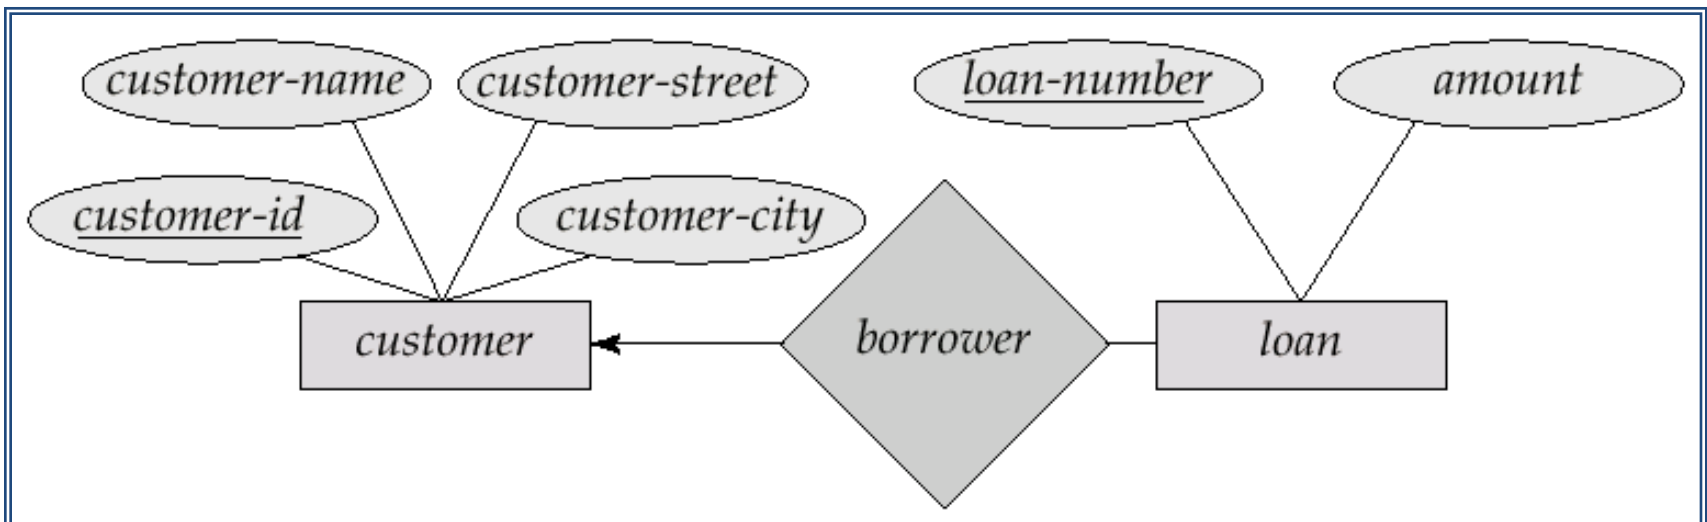 customer-name
customer-street
loan-number
amount
customer-id
customer-city
customer
borrower
loan